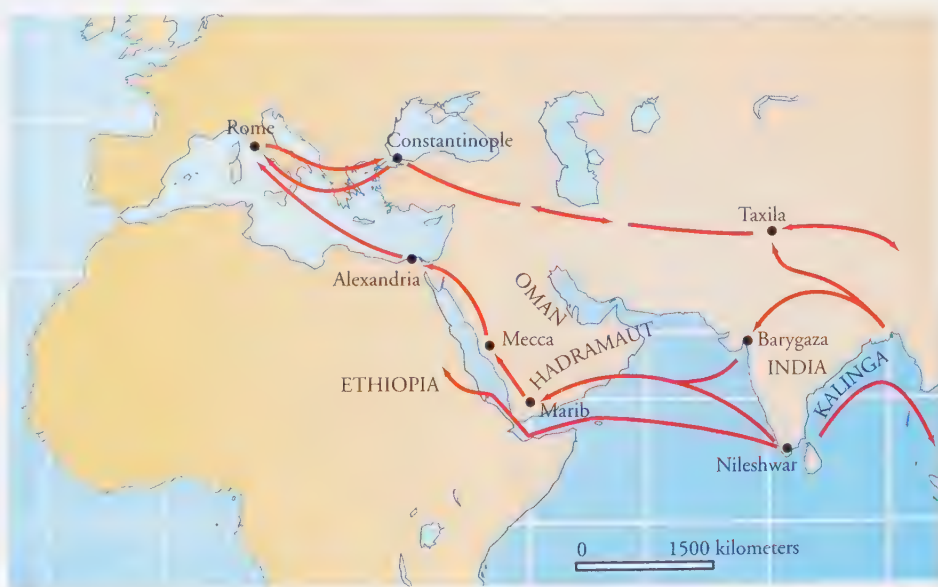 Rome
Constantinople
Taxila
Alexandria
OMAN
Mecca
HADRAMAUT
Barygaza
INDIA
ETHIOPIA
KALINGA
Marib
Nileshwar
0 1500 kilometers